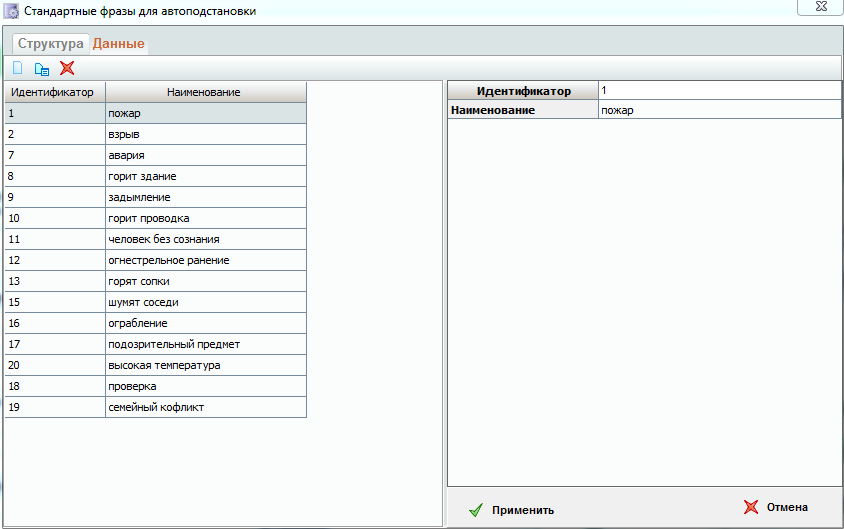 Стандартные фразы для автоподстановки
Структура Данные
Идентификатор Наименование
1 пожар
2 взрыв
7 авария
8 горит здание
9 задымление
10 горит проводка
11 человек без сознания
12 огнестрельное ранение
13 горят сопки
15 шумят соседи
16 ограбление
17 подозрительный предмет
20 высокая температура
18 проверка
19 семейный кофликт
Идентификатор 1
Наименование пожар
Применить Отмена